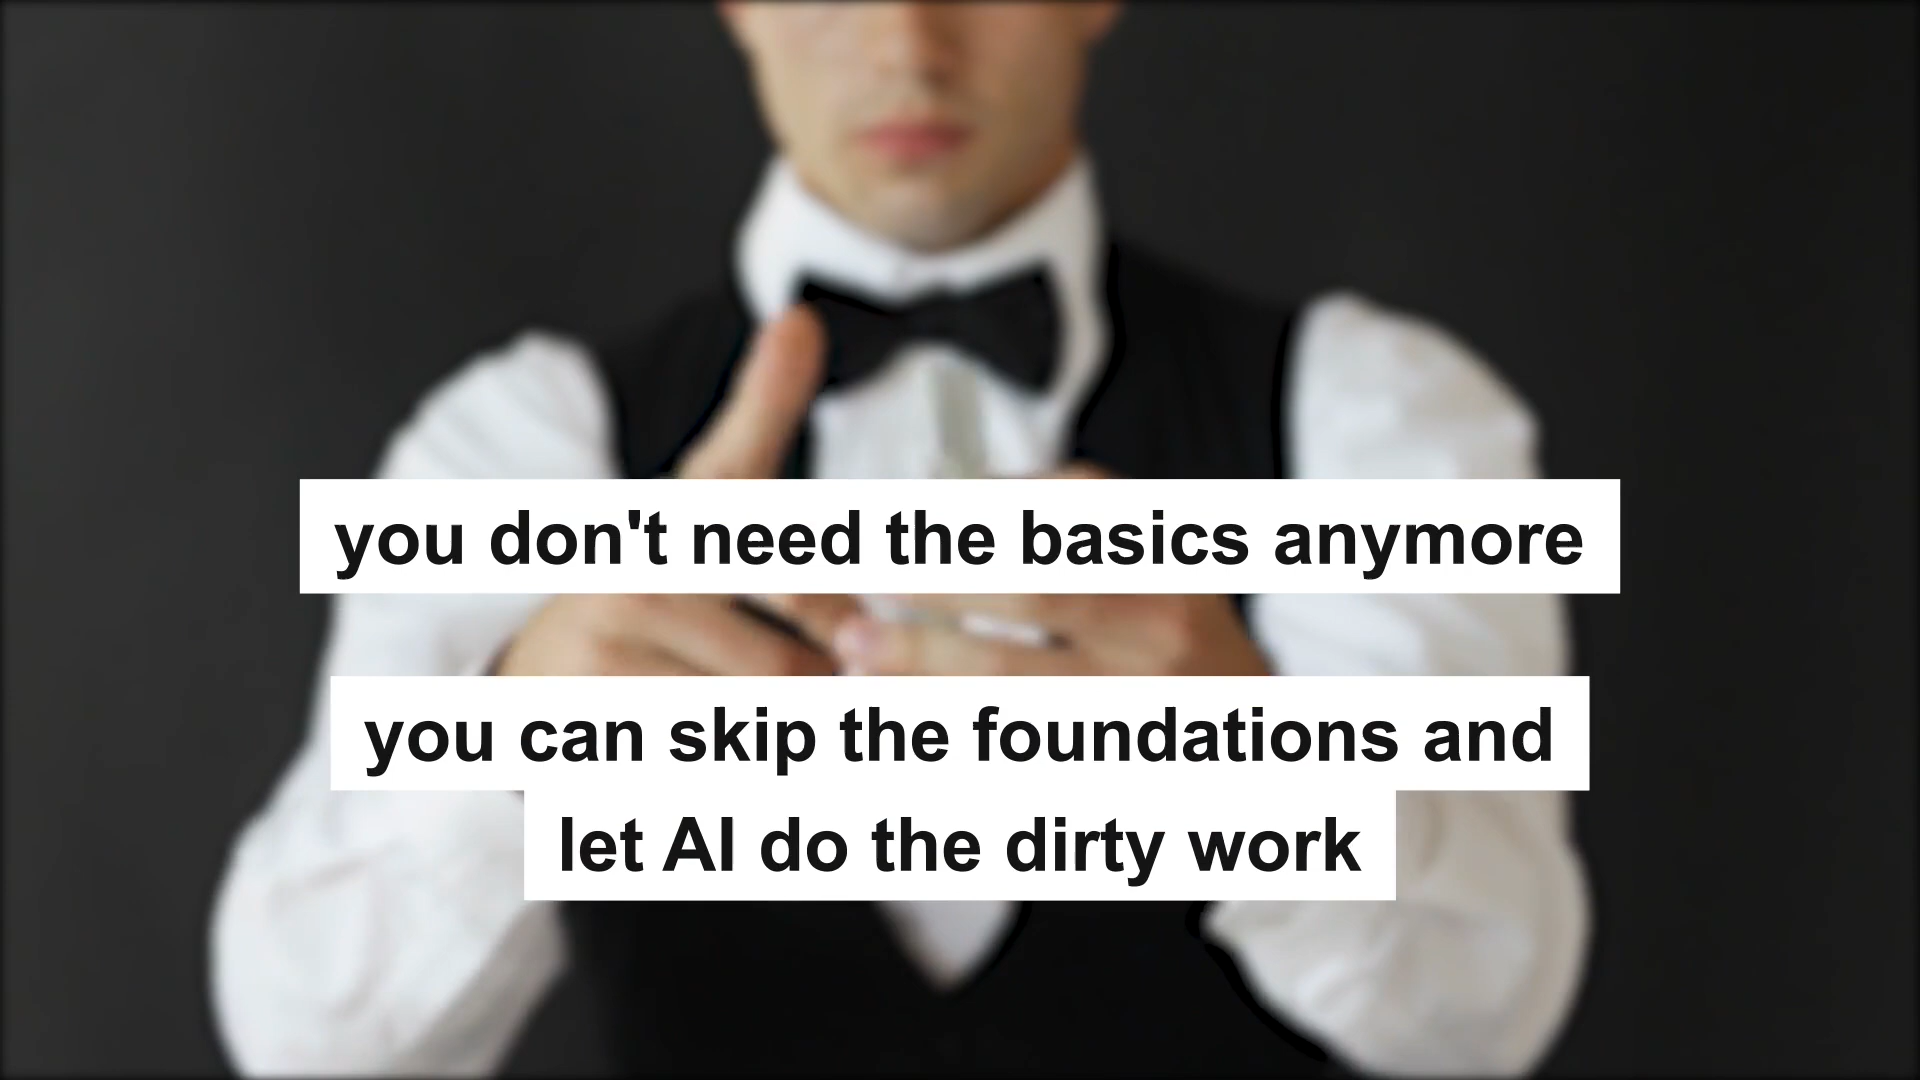 you don't need the basics anymore
you can skip the foundations and
let AI do the dirty work